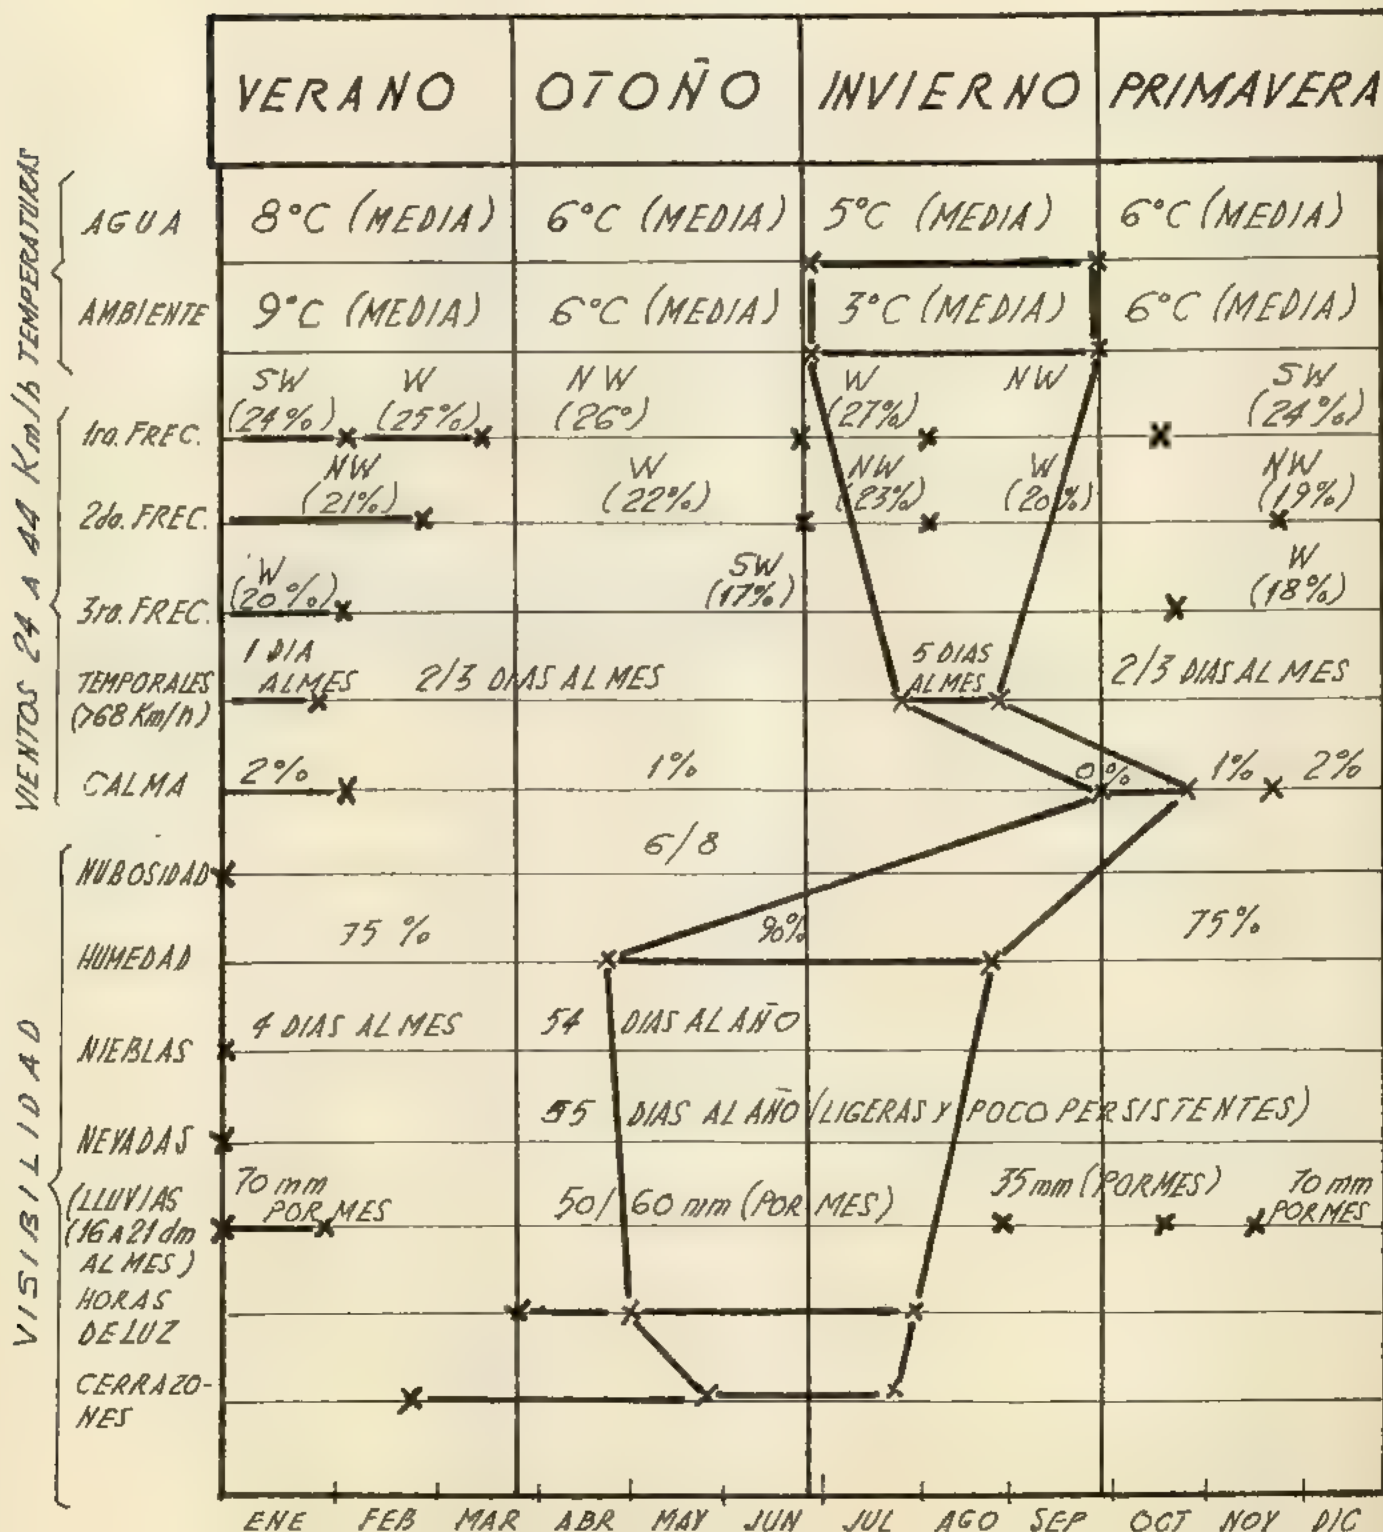 VERANO OTOÑO INVIERNO PRIMAVERA
TEMPERATURAS
AGUA 8°C (MEDIA) 6°C (MEDIA) 5°C (MEDIA) 6°C (MEDIA)
AMBIENTE 9°C (MEDIA) 6°C (MEDIA) 3°C (MEDIA) 6°C (MEDIA)
VIENTOS 24 A 44 Km/h
SW W NW W NW SW
1ra. FREC. (24%) (25%) (26°) (27%) (24%)
NW W NW W NW
2do. FREC. (21%) (22%) (23%) (20%) (19%)
W SW W
3ra. FREC. (20%) (17%) (18%)
1 DIA 5 DIAS
TEMPORALES AL MES 2/3 DIAS AL MES AL MES 2/3 DIAS AL MES
(>68 Km/h)
CALMA 2% 1% 0% 1% 2%
VISIBILIDAD
NUBOSIDAD 6/8
HUMEDAD 75% 90% 75%
NIEBLAS 4 DIAS AL MES 54 DIAS AL AÑO
NEVADAS 55 DIAS AL AÑO (LIGERAS Y POCO PERSISTENTES)
(LLUVIAS 70 mm 50/60 mm (POR MES) 35 mm (POR MES) 70 mm
(16 A 21 dm POR MES POR MES
AL MES)
HORAS
DE LUZ
CERRAZO-
NES
ENE FEB MAR ABR MAY JUN JUL AGO SEP OCT NOV DIC